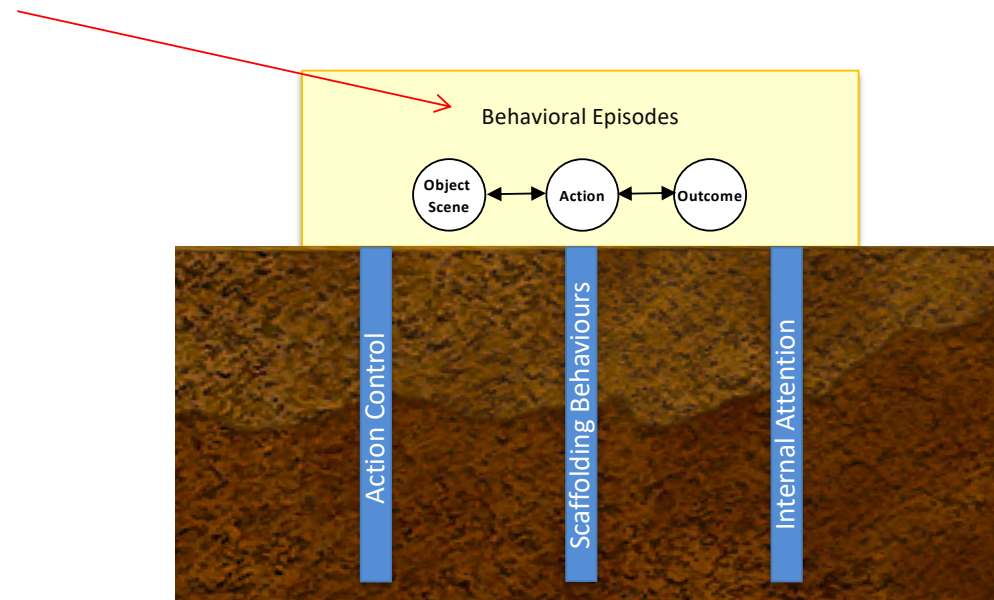 Behavioral Episodes
Object
Scene
Action
Outcome
Action Control
Scaffolding Behaviours
Internal Attention